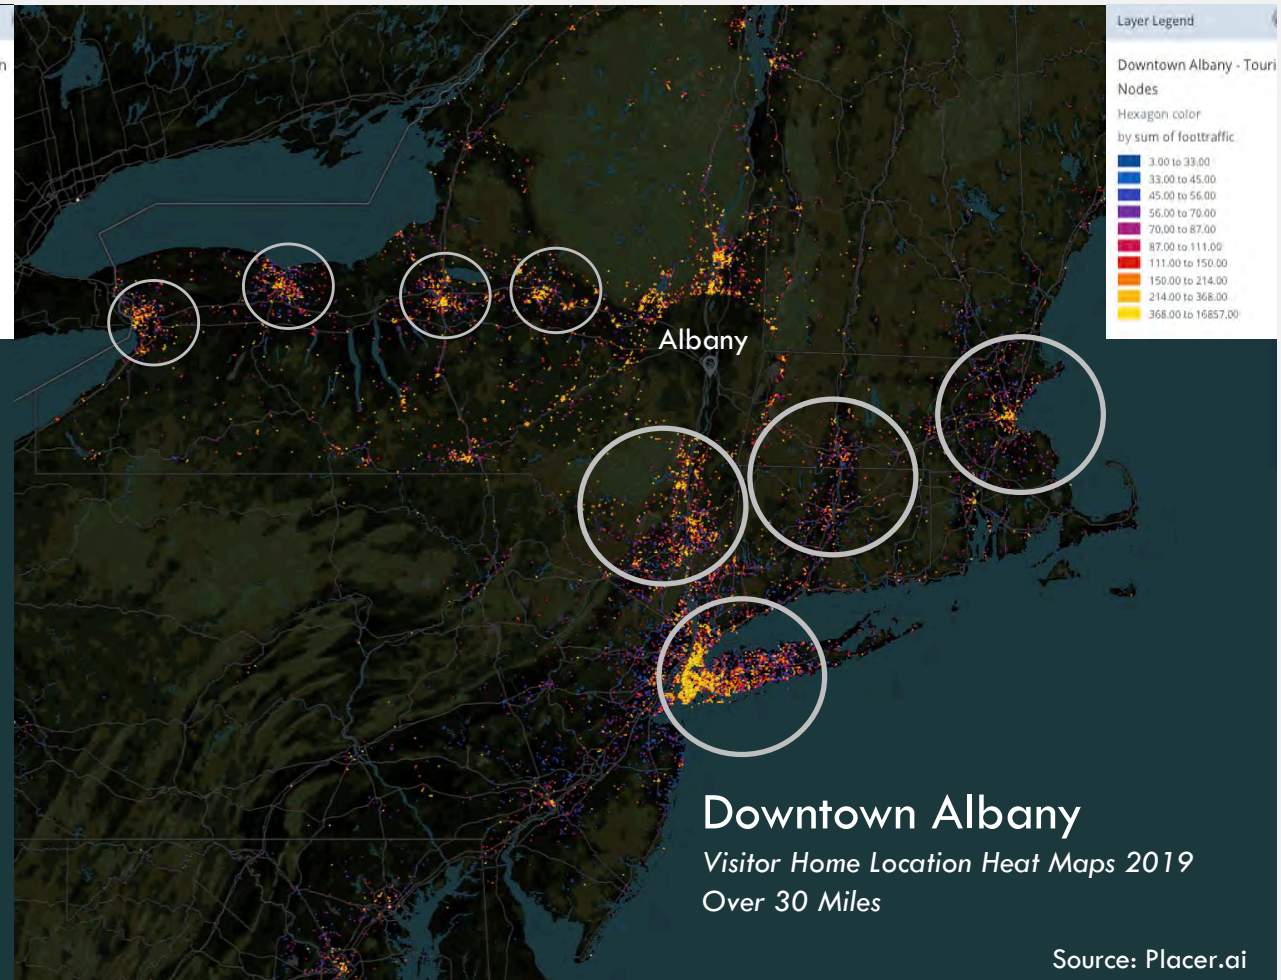 n
Layer Legend
Downtown Albany - Touri
Nodes
Hexagon color
by sum of foottraffic
3.00 to 33.00
33.00 to 45.00
45.00 to 56.00
56.00 to 70.00
70.00 to 87.00
87.00 to 111.00
111.00 to 150.00
150.00 to 214.00
214.00 to 368.00
368.00 to 16857.00
Albany
Downtown Albany
Visitor Home Location Heat Maps 2019
Over 30 Miles
Source: Placer.ai